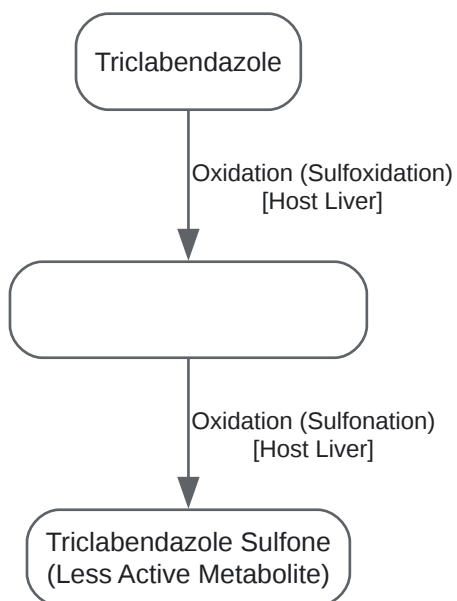 Triclabendazole
Oxidation (Sulfoxidation)
[Host Liver]
Oxidation (Sulfonation)
[Host Liver]
Triclabendazole Sulfone
(Less Active Metabolite)